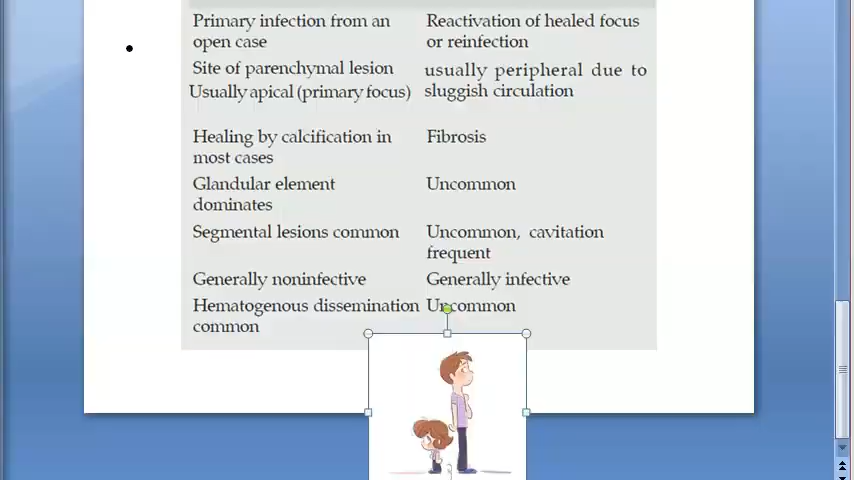 Primary infection from an
open case
Reactivation of healed focus
or reinfection
Site of parenchymal lesion
Usually apical (primary focus)
usually peripheral due to
sluggish circulation
Healing by calcification in
most cases
Fibrosis
Glandular element
dominates
Uncommon
Segmental lesions common
Uncommon, cavitation
frequent
Generally noninfective
Generally infective
Hematogenous dissemination
common
Uncommon